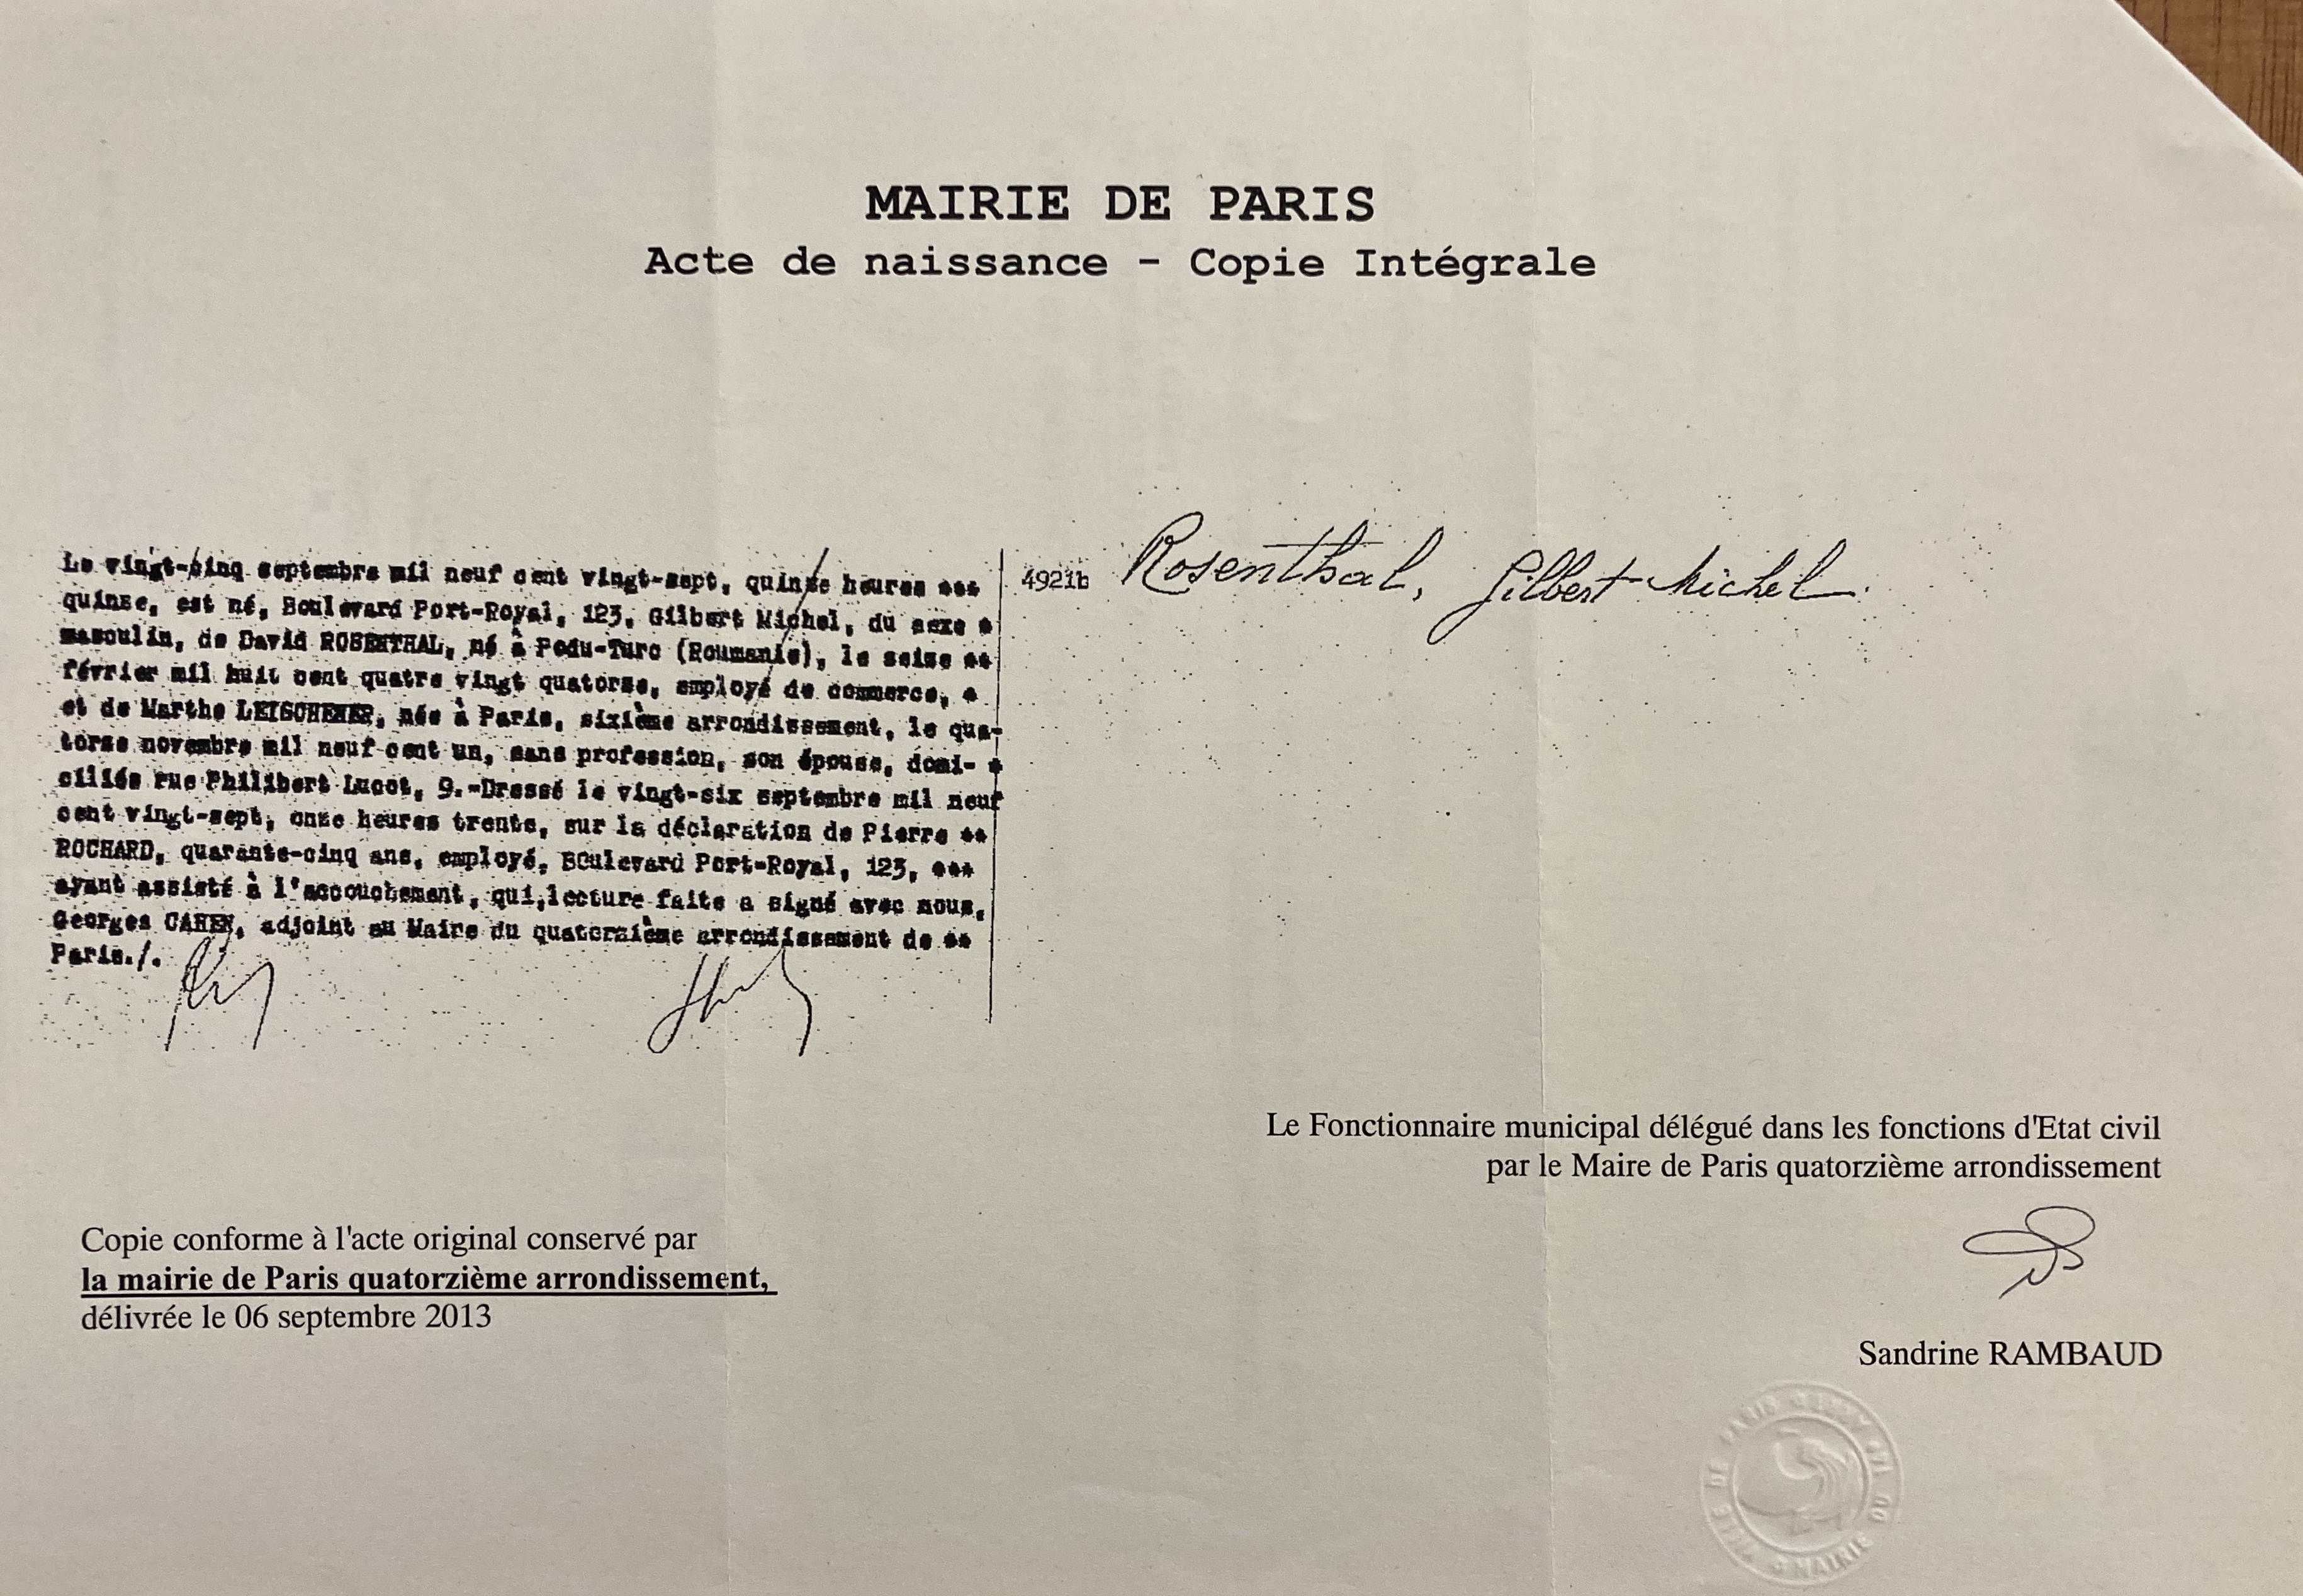 MAIRIE DE PARIS
Acte de naissance - Copie Intégrale
Le vingt-cinq septembre mil neuf cent vingt-sept, quinze heures ***
quinze, est né, Boulevard Port-Royal, 123, Gilbert Michel, du sexe *
masculin, de David ROSENTHAL, né à Podu-Turc (Roumanie), le seize **
février mil huit cent quatre vingt quatorze, employé de commerce, *
et de Marthe née à Paris, sixième arrondissement, le qua-
torze novembre mil neuf cent un, sans profession, son épouse, domi- *
ciliés rue Philibert Lucot, 9.-Dressé le vingt-six septembre mil neuf
cent vingt-sept, onze heures trente, sur la déclaration de Pierre **
ROCHARD, quarante-cinq ans, employé, Boulevard Port-Royal, 123, ***
ayant assisté à l'accouchement, qui, lecture faite a signé avec nous,
Georges CAHEN, adjoint au Maire du quatorzième arrondissement de **
Paris./.
4921b Rosenthal, Gilbert Michel.
Le Fonctionnaire municipal délégué dans les fonctions d'Etat civil
par le Maire de Paris quatorzième arrondissement
Copie conforme à l'acte original conservé par
la mairie de Paris quatorzième arrondissement,
délivrée le 06 septembre 2013
Sandrine RAMBAUD
VILLE DE PARIS
MAIRIE DU